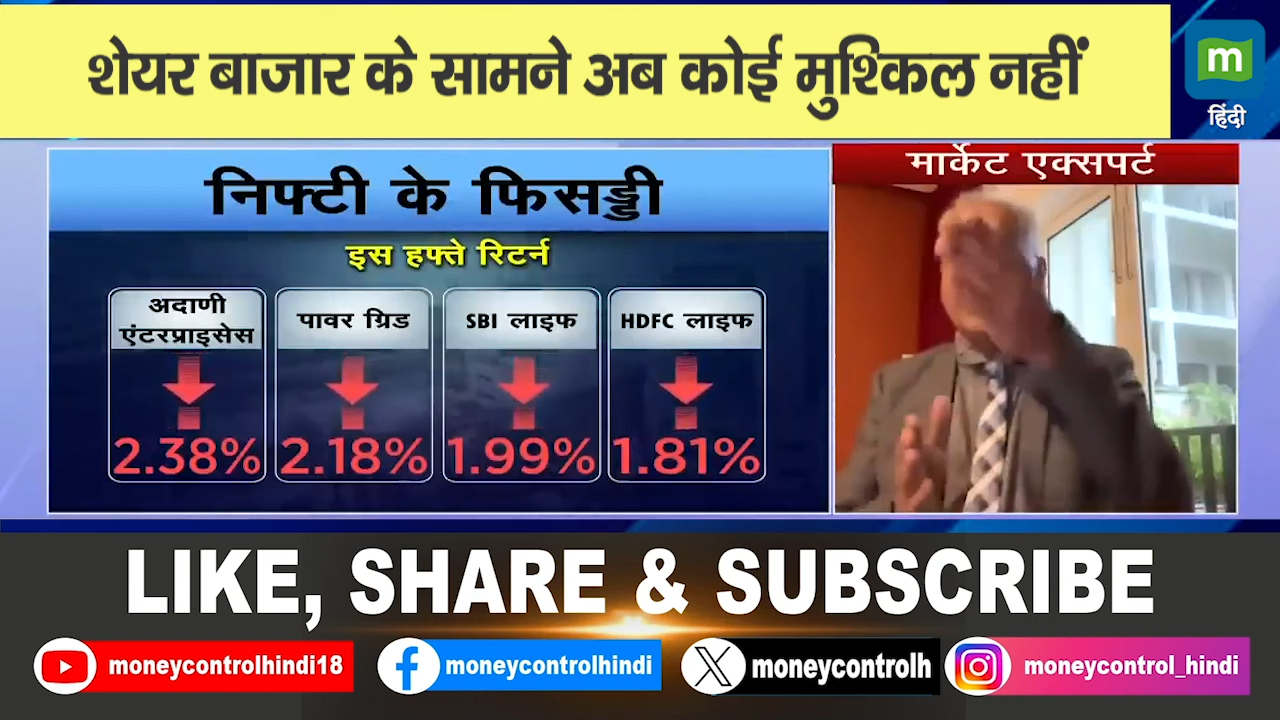 शेयर बाजार के सामने अब कोई मुश्किल नहीं
m
हिंदी
निफ्टी के फिसड्डी
इस हफ्ते रिटर्न
अदाणी
एंटरप्राइसेस
2.38%
पावर ग्रिड
2.18%
SBI लाइफ
1.99%
HDFC लाइफ
1.81%
मार्केट एक्सपर्ट
LIKE, SHARE & SUBSCRIBE
moneycontrolhindi18
moneycontrolhindi
moneycontrolh
moneycontrol_hindi